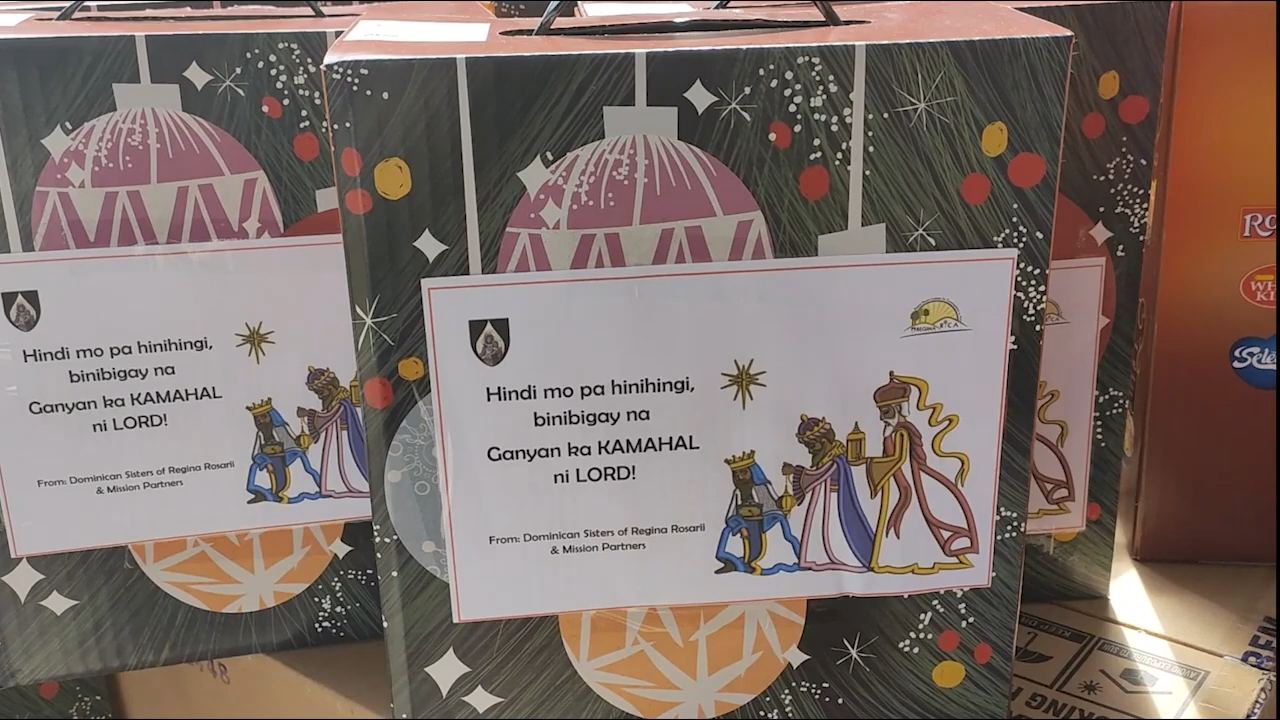 Hindi mo pa hinihingi,
binibigay na
Ganyan ka KAMAHAL
ni LORD!
From: Dominican Sisters of Regina Rosarii
& Mission Partners
Hindi mo pa hinihingi,
binibigay na
Ganyan ka KAMAHAL
ni LORD!
From: Dominican Sisters of Regina Rosarii
& Mission Partners